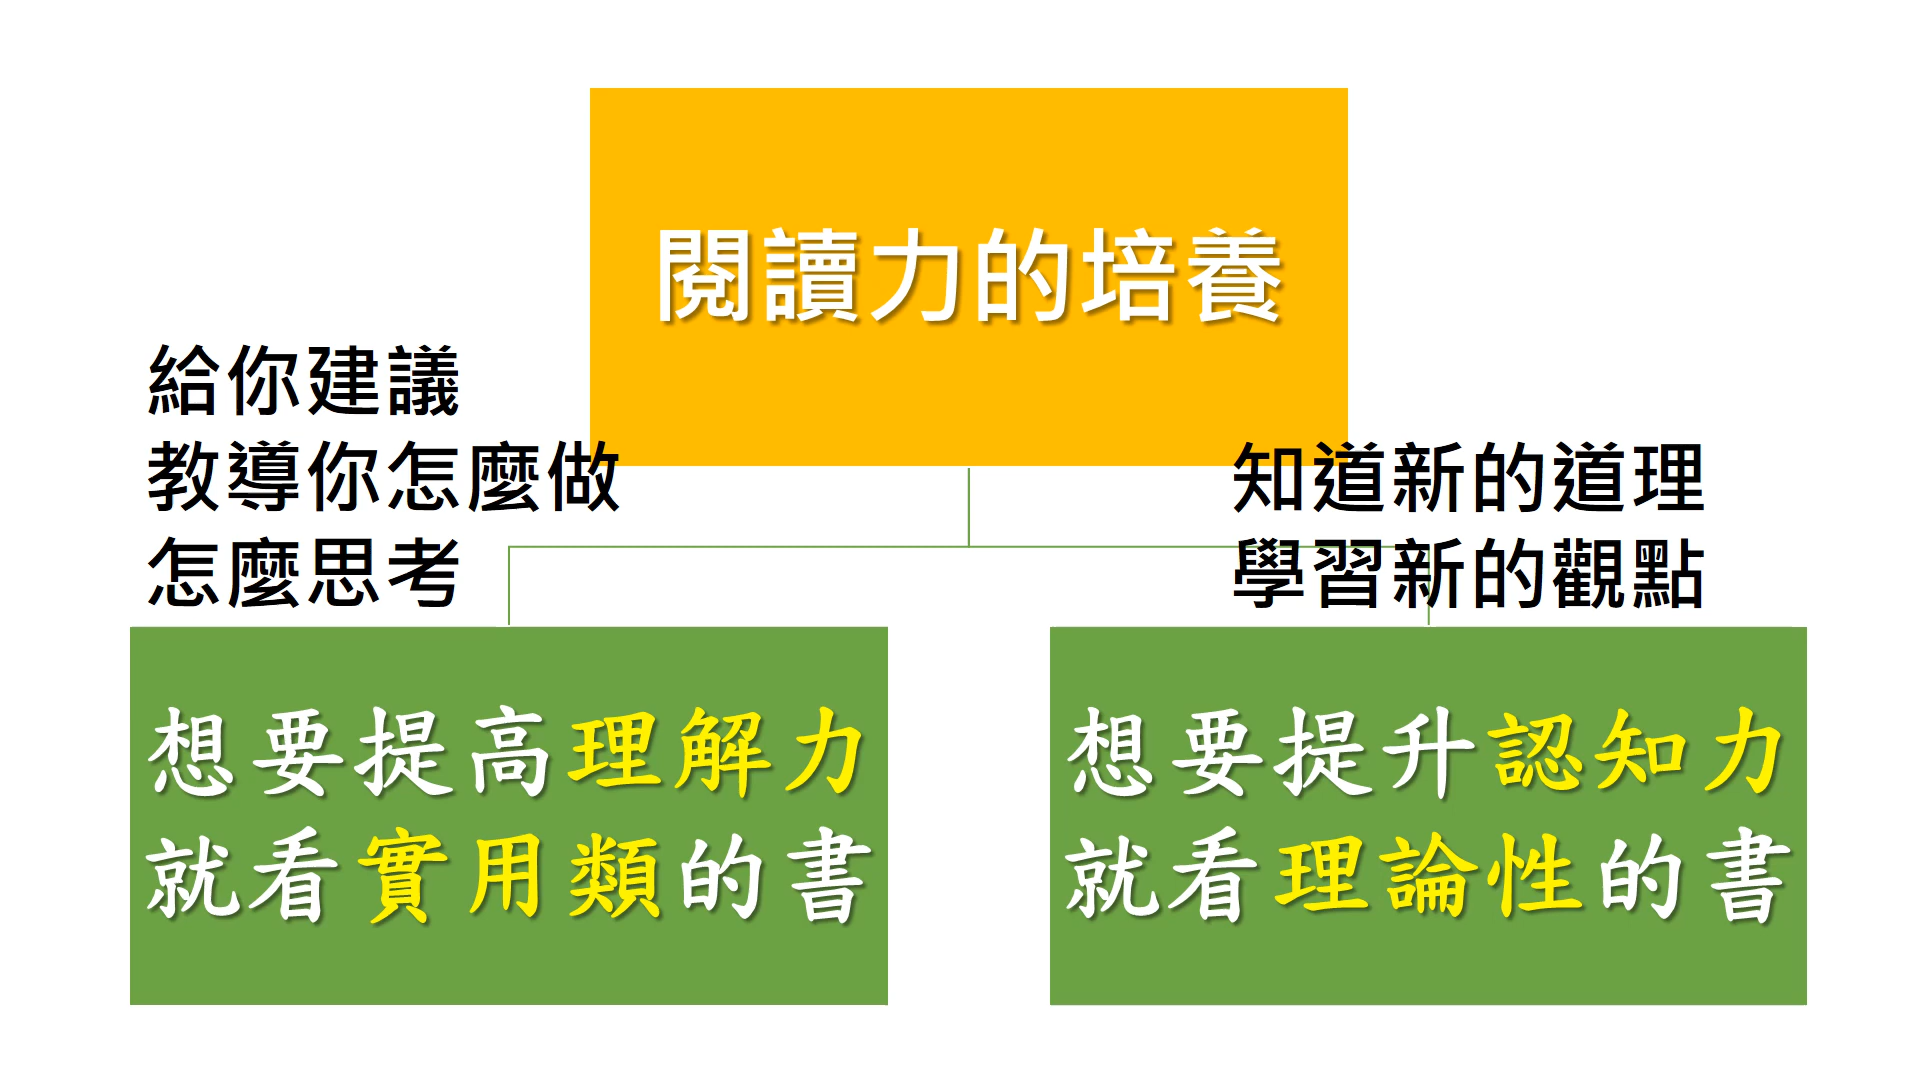 閱讀力的培養
給你建議
教導你怎麼做
怎麼思考
知道新的道理
學習新的觀點
想要提高理解力
就看實用類的書
想要提升認知力
就看理論性的書